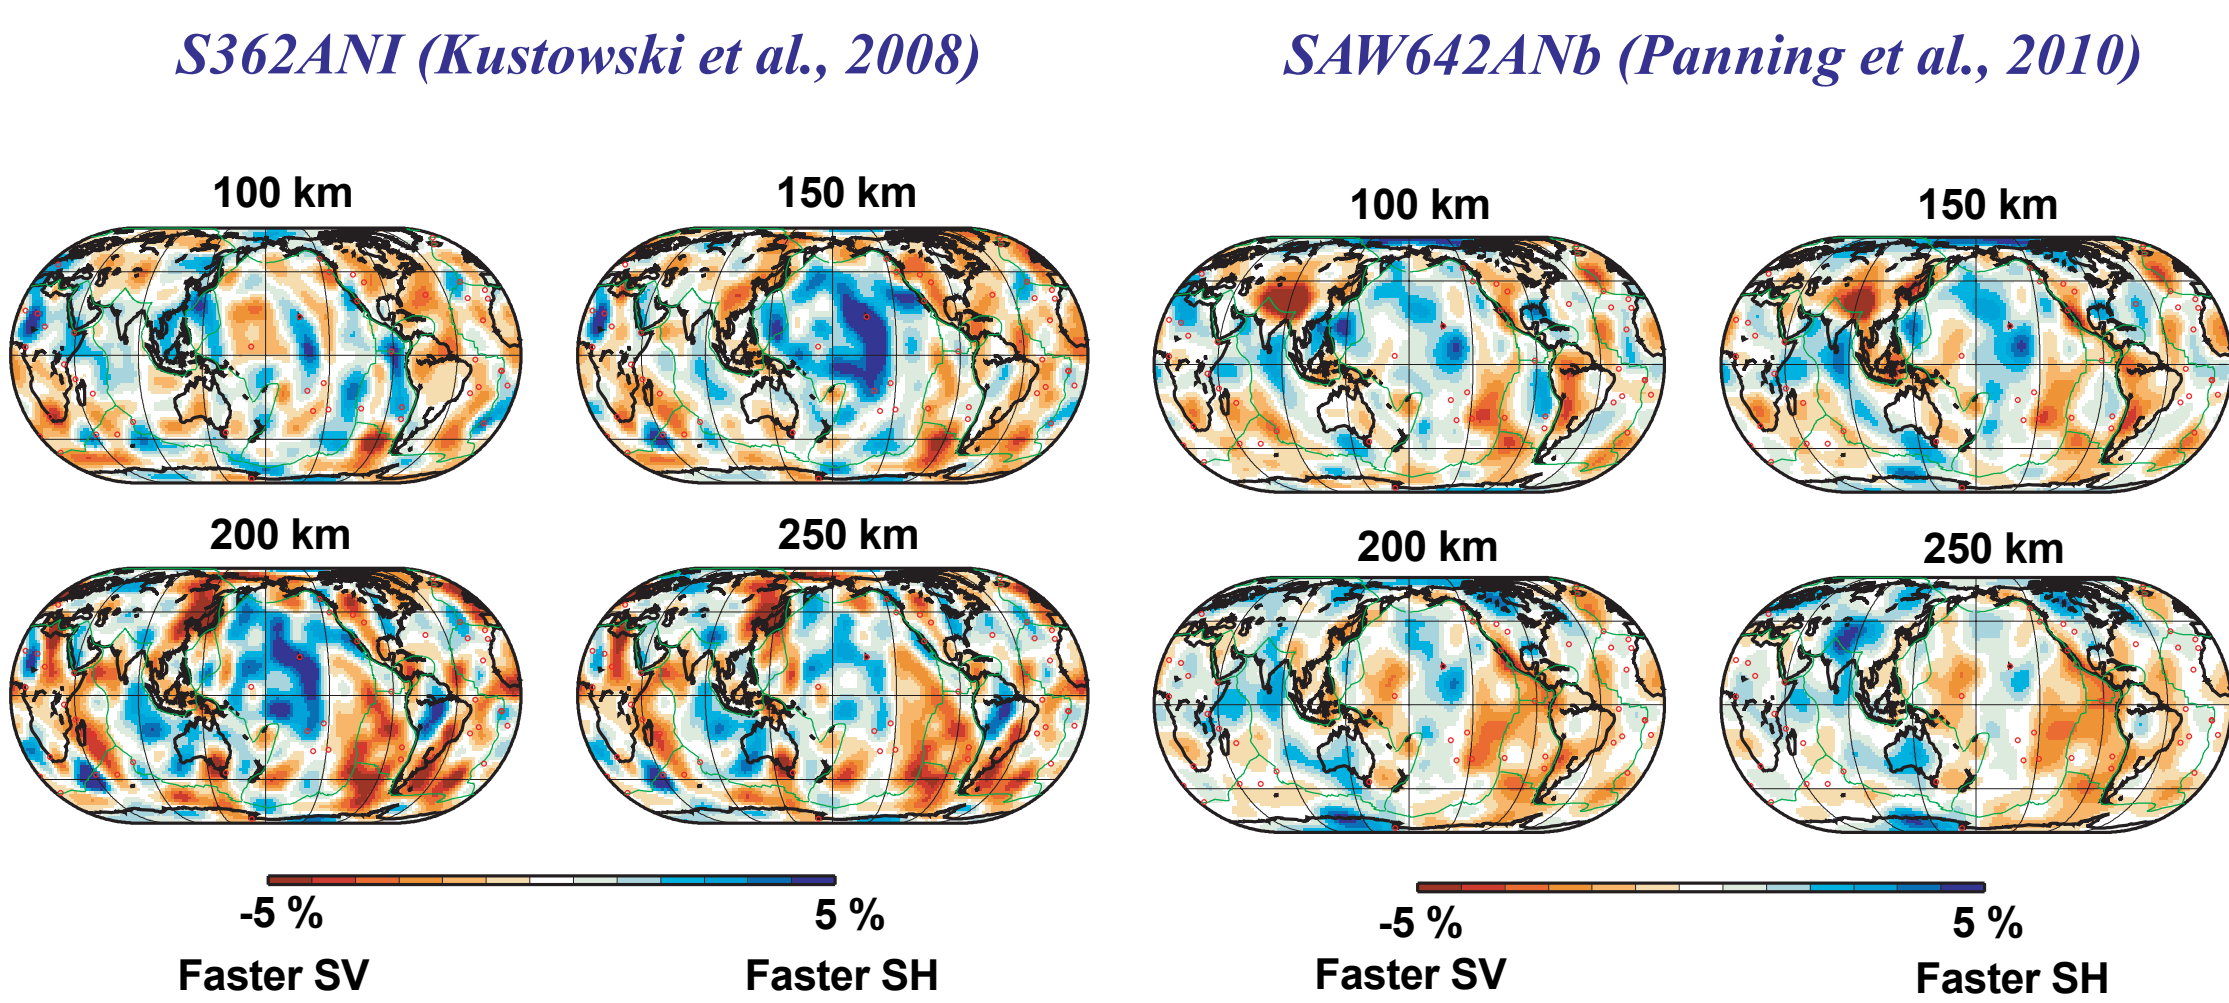 S362ANI (Kustowski et al., 2008)
SAW642ANb (Panning et al., 2010)
100 km
150 km
100 km
150 km
200 km
250 km
200 km
250 km
-5 %
5 %
-5 %
5 %
Faster SV
Faster SH
Faster SV
Faster SH